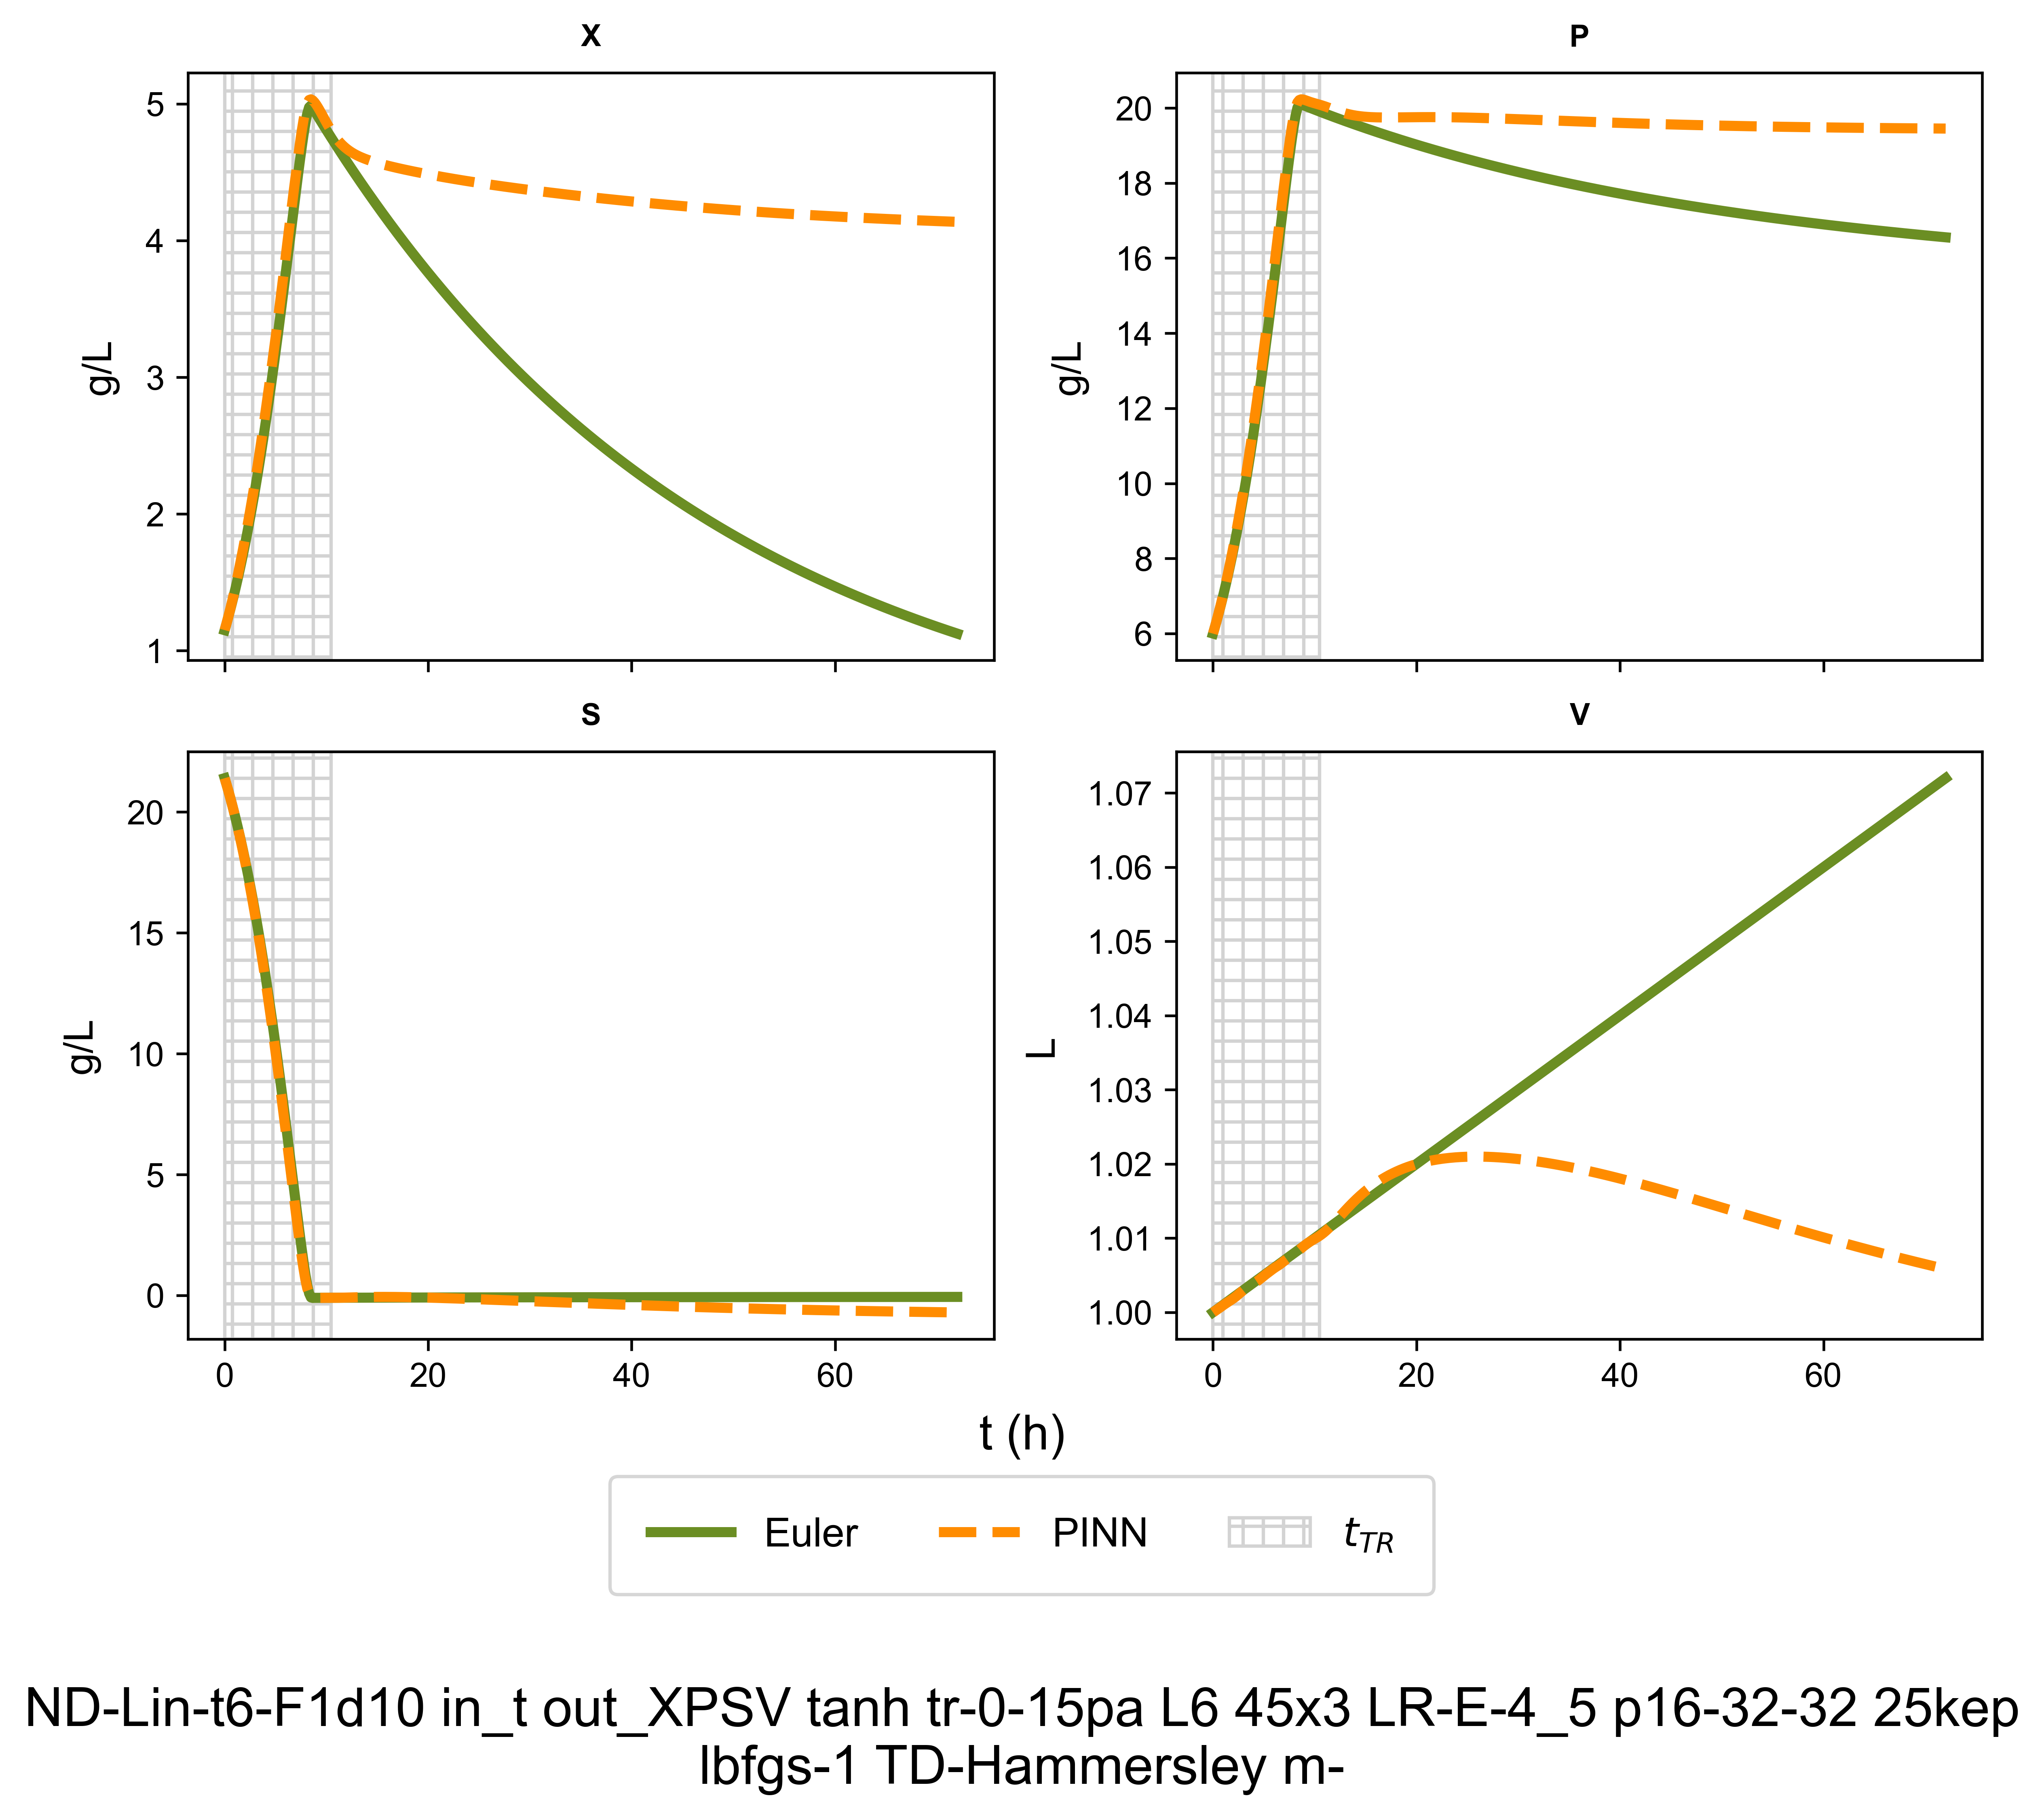 X
P
5
4
3
2
1
g/L
20
18
16
14
12
10
8
6
g/L
S
V
20
15
10
5
0
g/L
1.07
1.06
1.05
1.04
1.03
1.02
1.01
1.00
L
0 20 40 60
0 20 40 60
t (h)
Euler PINN t_TR
ND-Lin-t6-F1d10 in_t out_XPSV tanh tr-0-15pa L6 45x3 LR-E-4_5 p16-32-32 25kep
lbfgs-1 TD-Hammersley m-